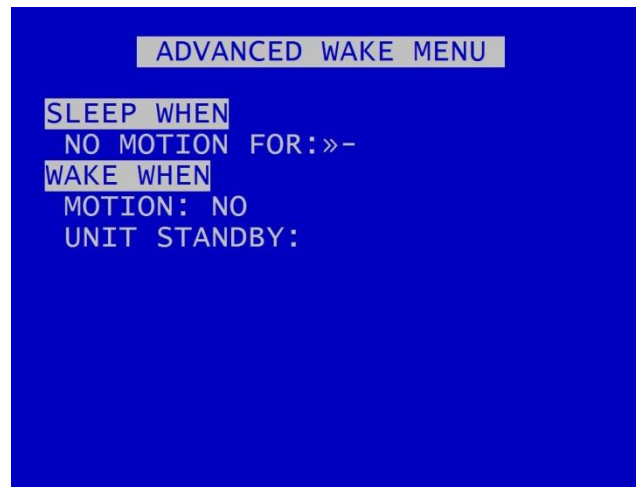 ADVANCED WAKE MENU
SLEEP WHEN
NO MOTION FOR:»-
WAKE WHEN
MOTION: NO
UNIT STANDBY: